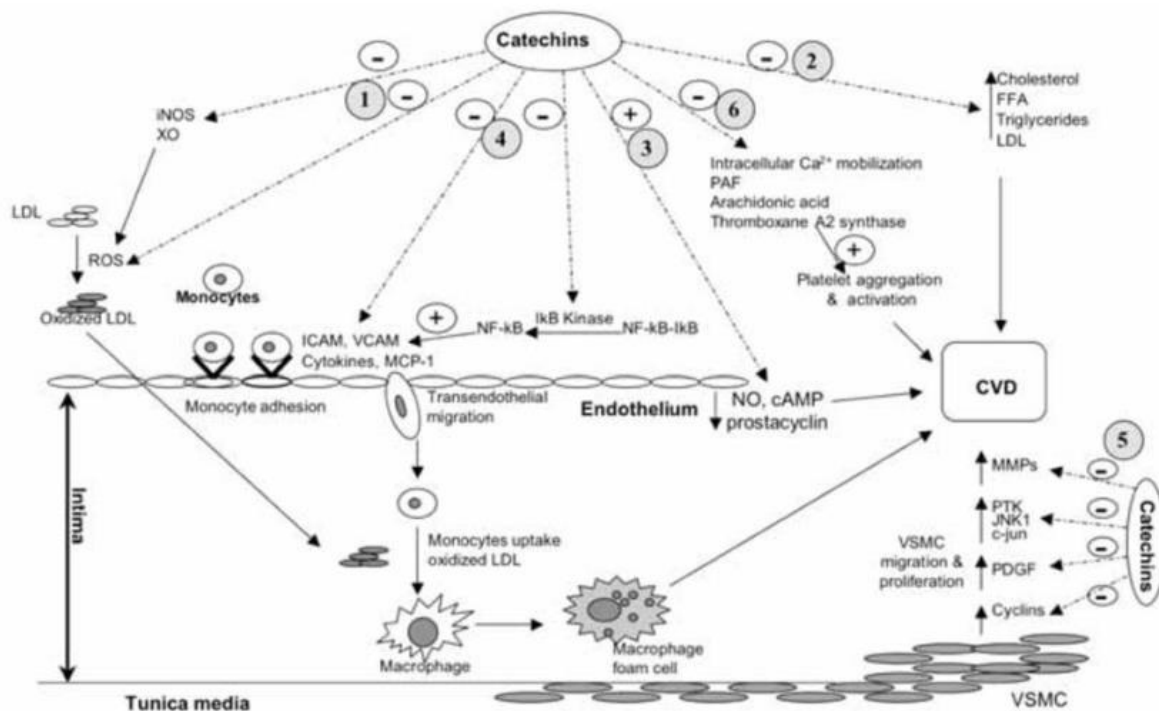 Catechins
-
2
-
1
-
-
4
-
+
3
-
6
Cholesterol
FFA
Triglycerides
LDL
iNOS
XO
Intracellular Ca²⁺ mobilization
PAF
Arachidonic acid
Thromboxane A2 synthase
LDL
ROS
+
Platelet aggregation
& activation
Monocytes
Oxidized LDL
+
IkB Kinase
ICAM, VCAM
NF-kB
NF-kB-IkB
Cytokines, MCP-1
CVD
Monocyte adhesion
Transendothelial
migration
Endothelium
NO, cAMP
prostacyclin
5
Intima
MMPs
-
PTK
JNK1
c-jun
-
Catechins
Monocytes uptake
oxidized LDL
VSMC
migration &
proliferation
PDGF
-
Cyclins
-
Macrophage
Macrophage
foam cell
Tunica media
VSMC